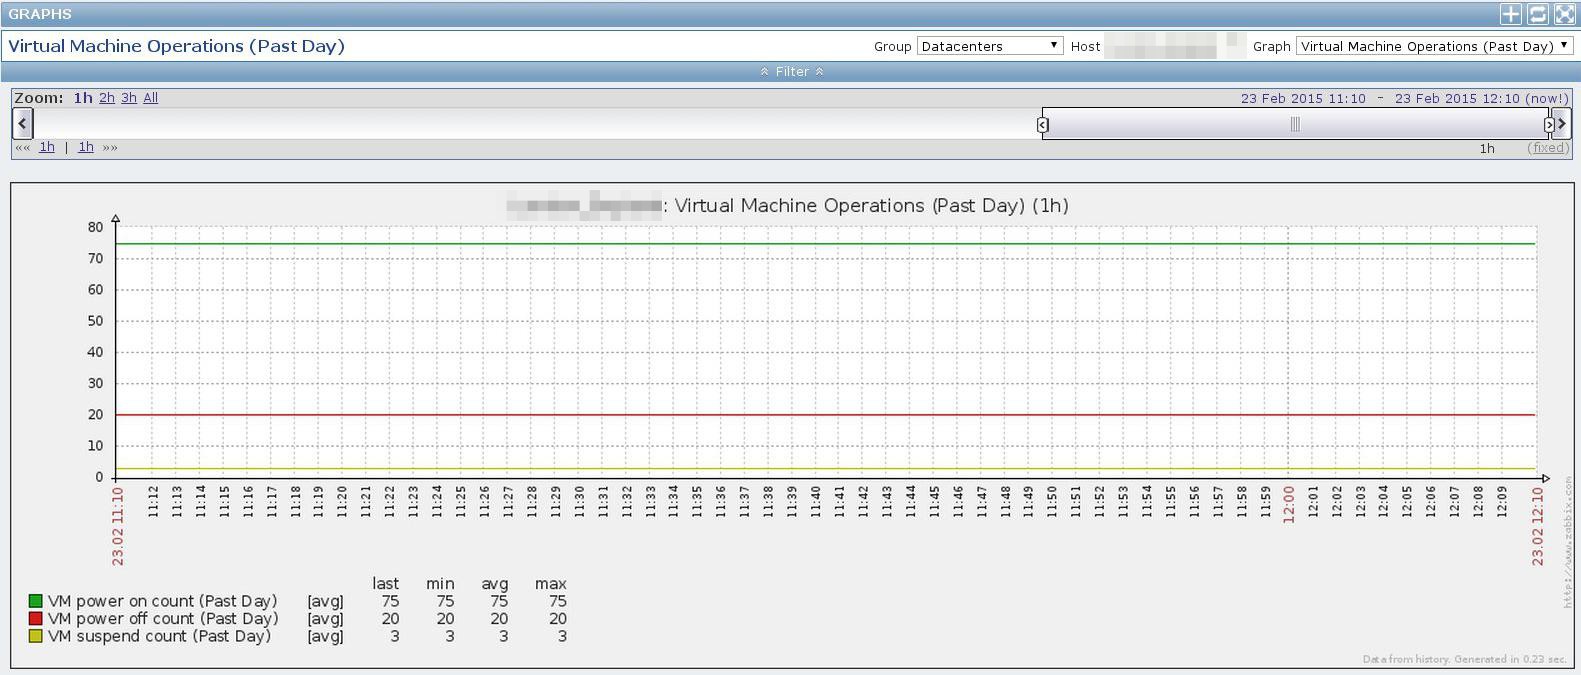 GRAPHS
Virtual Machine Operations (Past Day) Group Datacenters Host Graph Virtual Machine Operations (Past Day)
Filter
Zoom: 1h 2h 3h All 23 Feb 2015 11:10 - 23 Feb 2015 12:10 (now!)
«« 1h | 1h »» 1h (fixed)
: Virtual Machine Operations (Past Day) (1h)
80
70
60
50
40
30
20
10
0
23.02 11:10 11:12 11:13 11:14 11:15 11:16 11:17 11:18 11:19 11:20 11:21 11:22 11:23 11:24 11:25 11:26 11:27 11:28 11:29 11:30 11:31 11:32 11:33 11:34 11:35 11:36 11:37 11:38 11:39 11:40 11:41 11:42 11:43 11:44 11:45 11:46 11:47 11:48 11:49 11:50 11:51 11:52 11:53 11:54 11:55 11:56 11:57 11:58 11:59 12:00 12:01 12:02 12:03 12:04 12:05 12:06 12:07 12:08 12:09 23.02 12:10
http://www.zabbix.com
last min avg max
VM power on count (Past Day) [avg] 75 75 75 75
VM power off count (Past Day) [avg] 20 20 20 20
VM suspend count (Past Day) [avg] 3 3 3 3
Data from history. Generated in 0.23 sec.